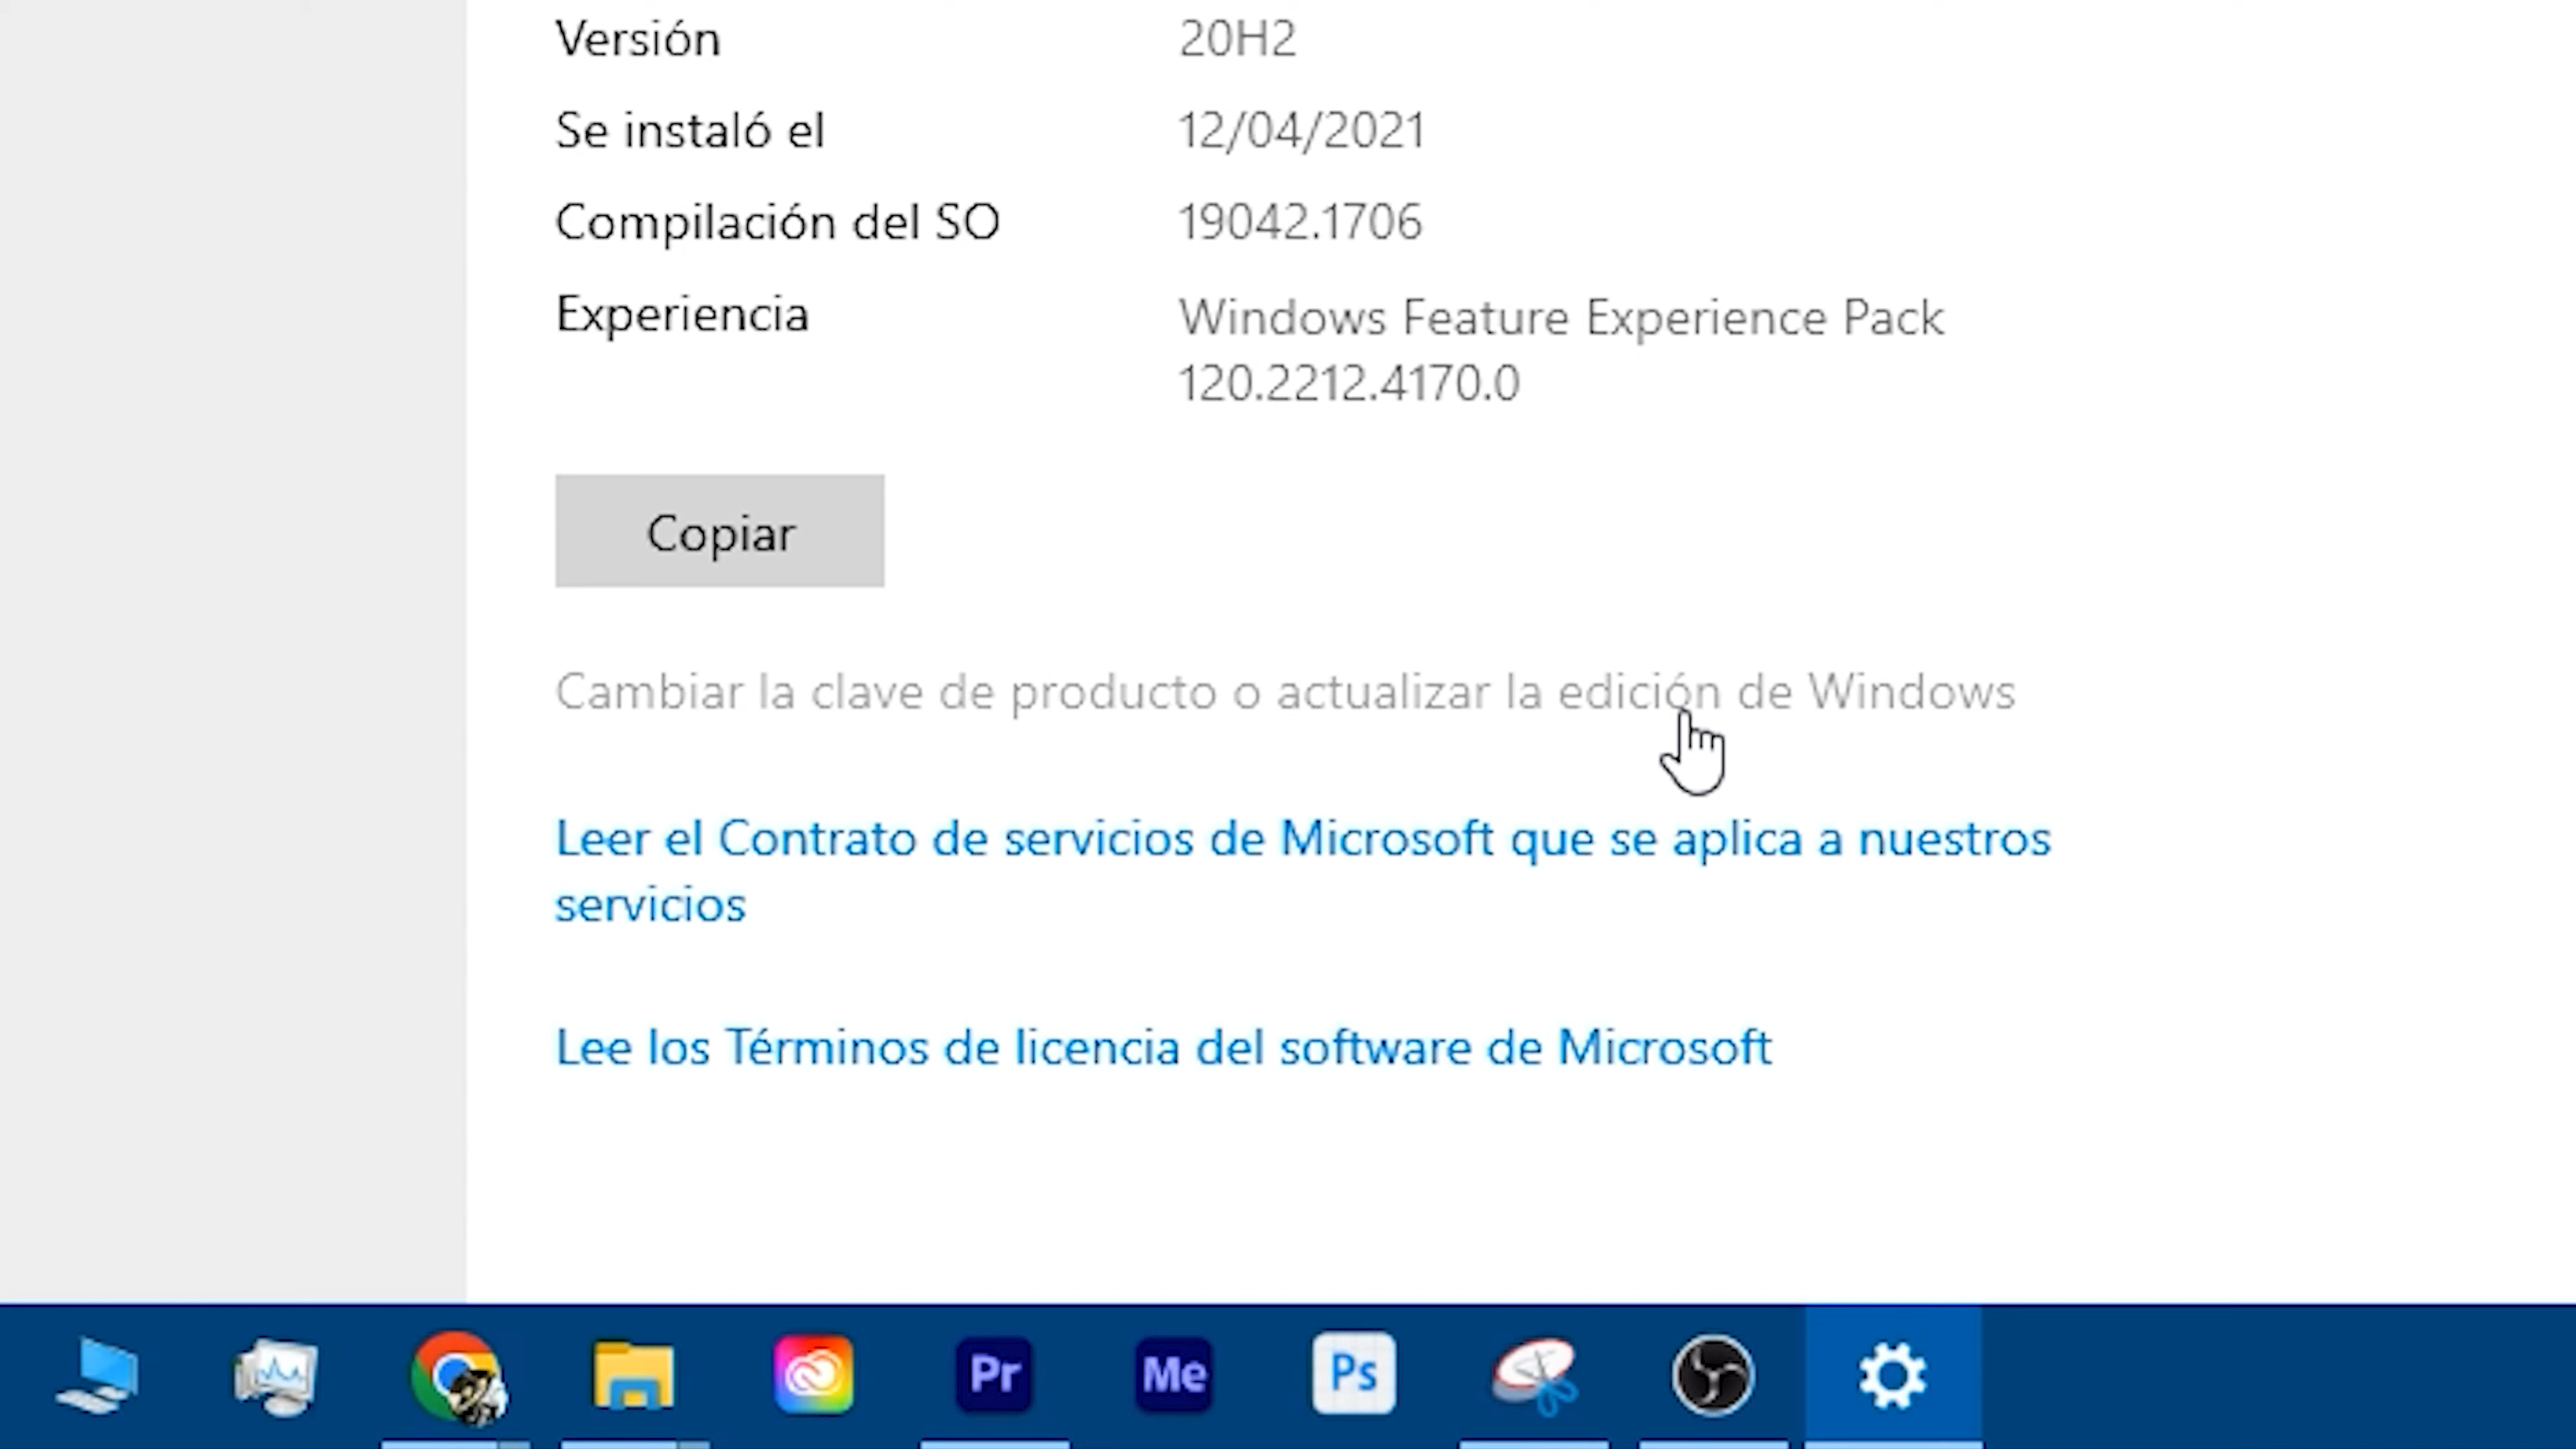 Versión 20H2
Se instaló el 12/04/2021
Compilación del SO 19042.1706
Experiencia Windows Feature Experience Pack
120.2212.4170.0
Copiar
Cambiar la clave de producto o actualizar la edición de Windows
Leer el Contrato de servicios de Microsoft que se aplica a nuestros
servicios
Lee los Términos de licencia del software de Microsoft
Pr Me Ps